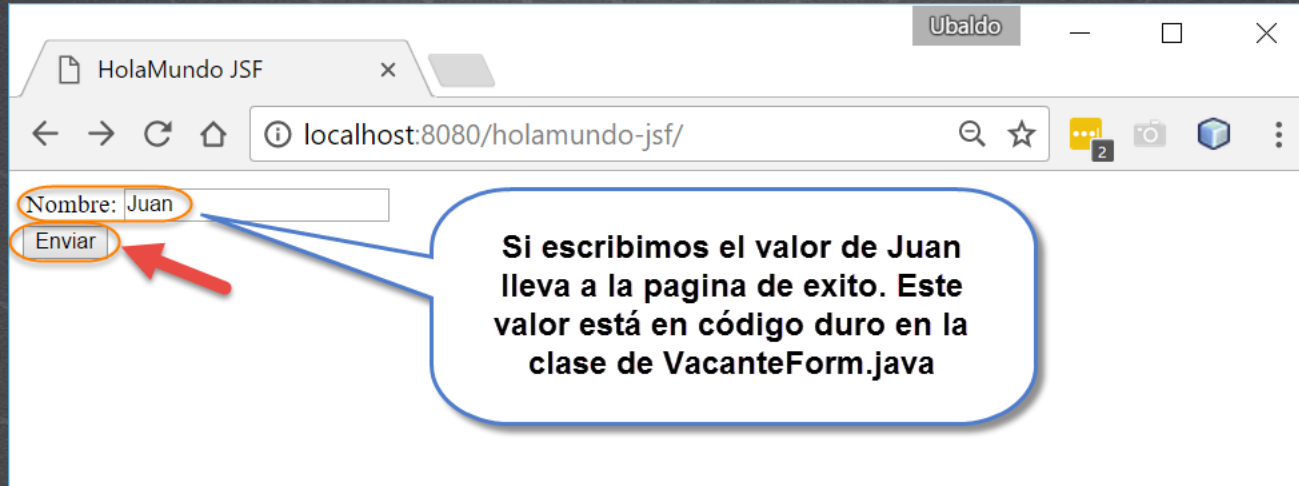 Ubaldo
HolaMundo JSF
localhost:8080/holamundo-jsf/
2
Nombre: Juan
Enviar
Si escribimos el valor de Juan
lleva a la pagina de exito. Este
valor está en código duro en la
clase de VacanteForm.java